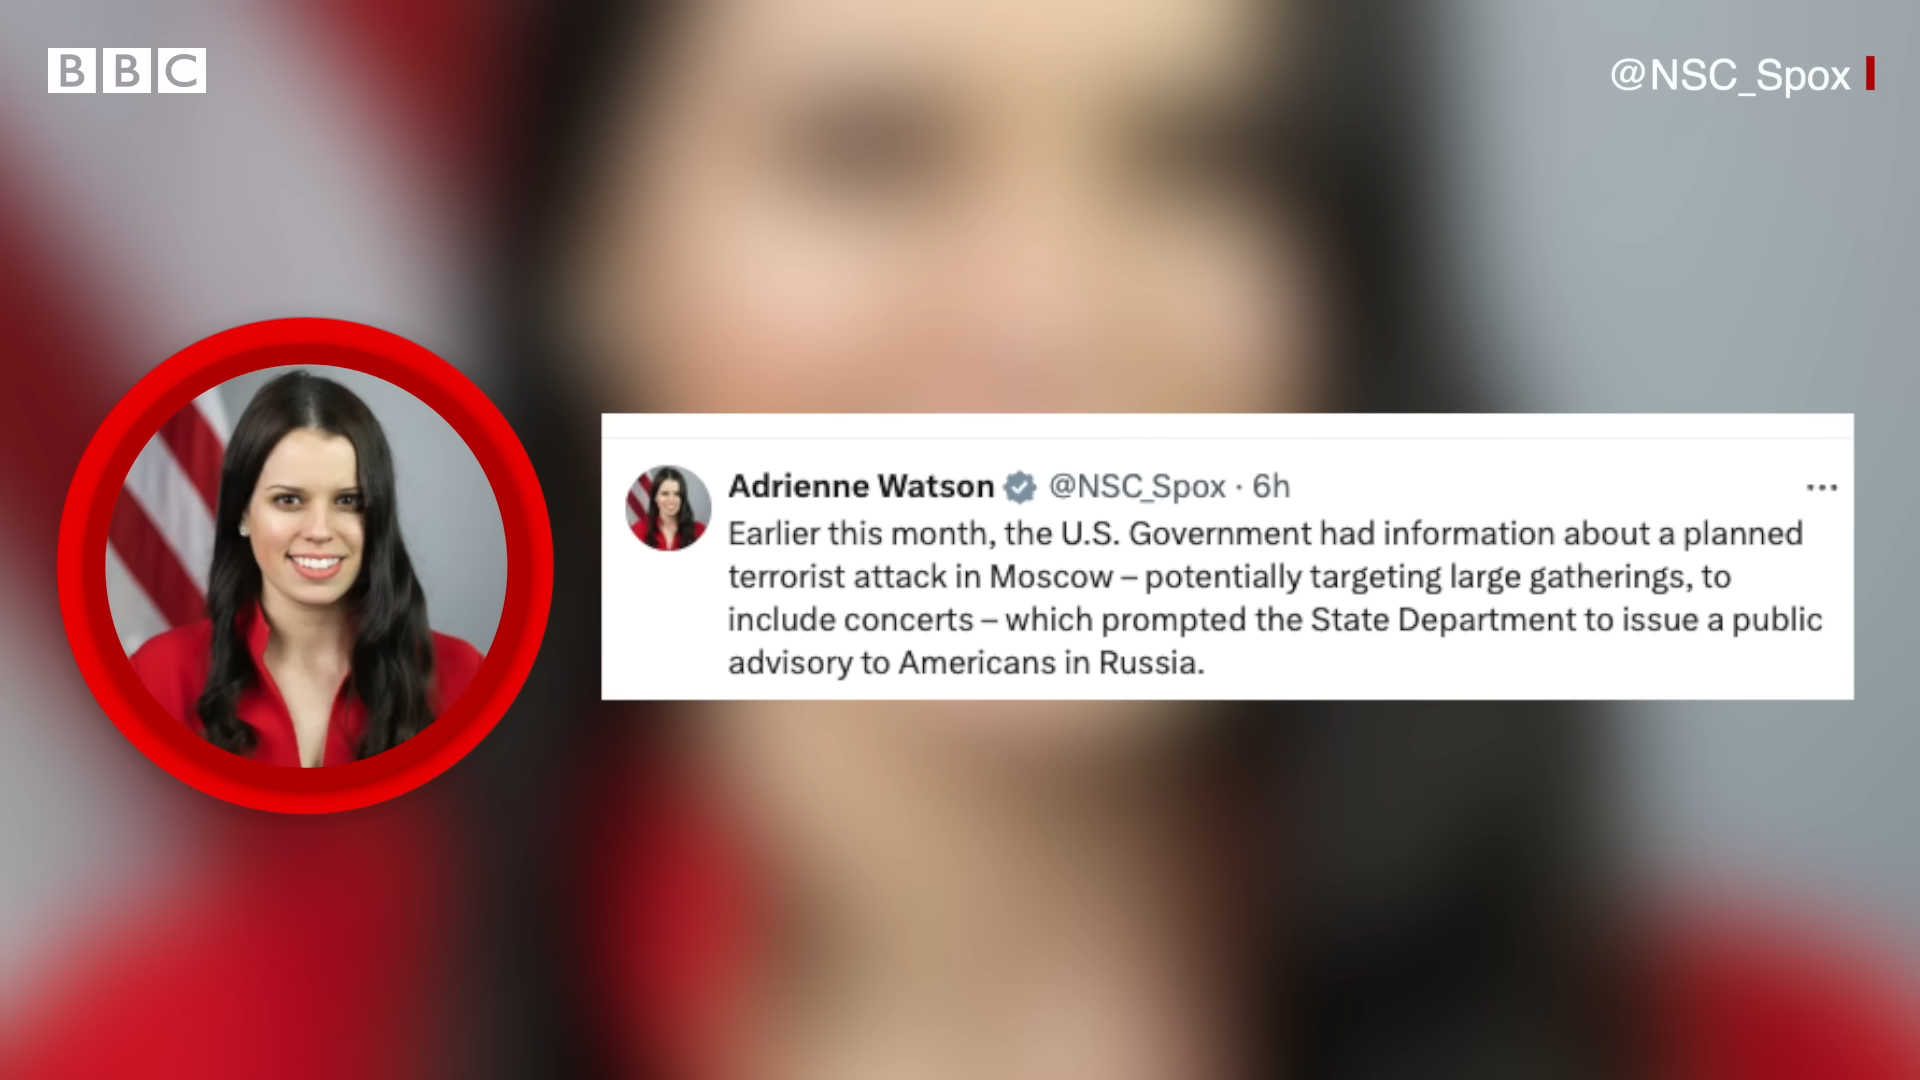 BBC
@NSC_Spox
Adrienne Watson @NSC_Spox · 6h
Earlier this month, the U.S. Government had information about a planned
terrorist attack in Moscow – potentially targeting large gatherings, to
include concerts – which prompted the State Department to issue a public
advisory to Americans in Russia.